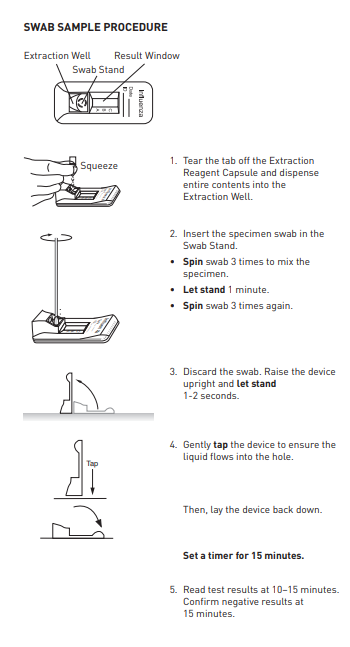 SWAB SAMPLE PROCEDURE
Extraction Well Result Window
Swab Stand
Influenza
Date
ID
C
B
A
Squeeze
1. Tear the tab off the Extraction
Reagent Capsule and dispense
entire contents into the
Extraction Well.
2. Insert the specimen swab in the
Swab Stand.
• Spin swab 3 times to mix the
specimen.
• Let stand 1 minute.
• Spin swab 3 times again.
3. Discard the swab. Raise the device
upright and let stand
1-2 seconds.
4. Gently tap the device to ensure the
liquid flows into the hole.
Tap
Then, lay the device back down.
Set a timer for 15 minutes.
5. Read test results at 10–15 minutes.
Confirm negative results at
15 minutes.